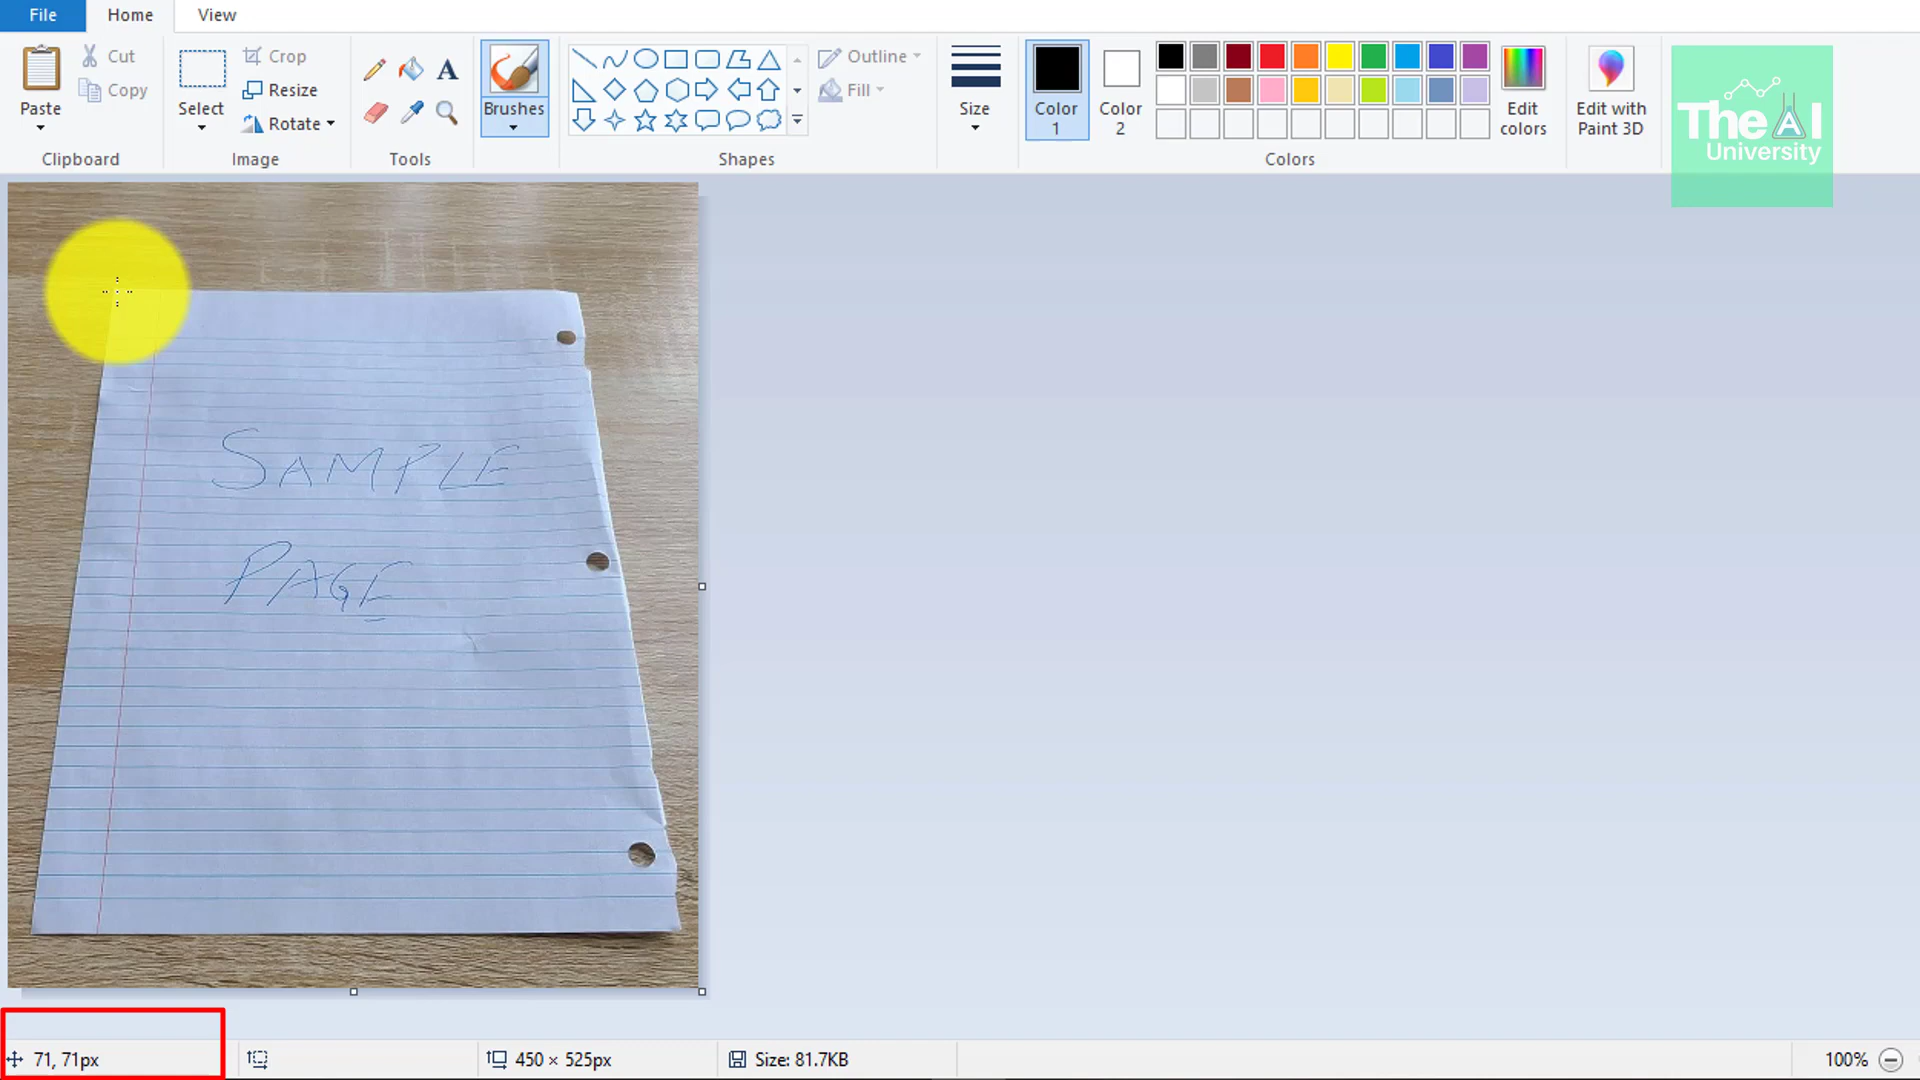 File Home View
Paste
Cut
Copy
Clipboard
Select
Crop
Resize
Rotate
Image
A
Tools
Brushes
Shapes
Outline
Fill
Size
Color
1
Color
2
Colors
Edit
colors
Edit with
Paint 3D
The AI
University
SAMPLE
PAGE
71, 71px
450 × 525px
Size: 81.7KB
100%